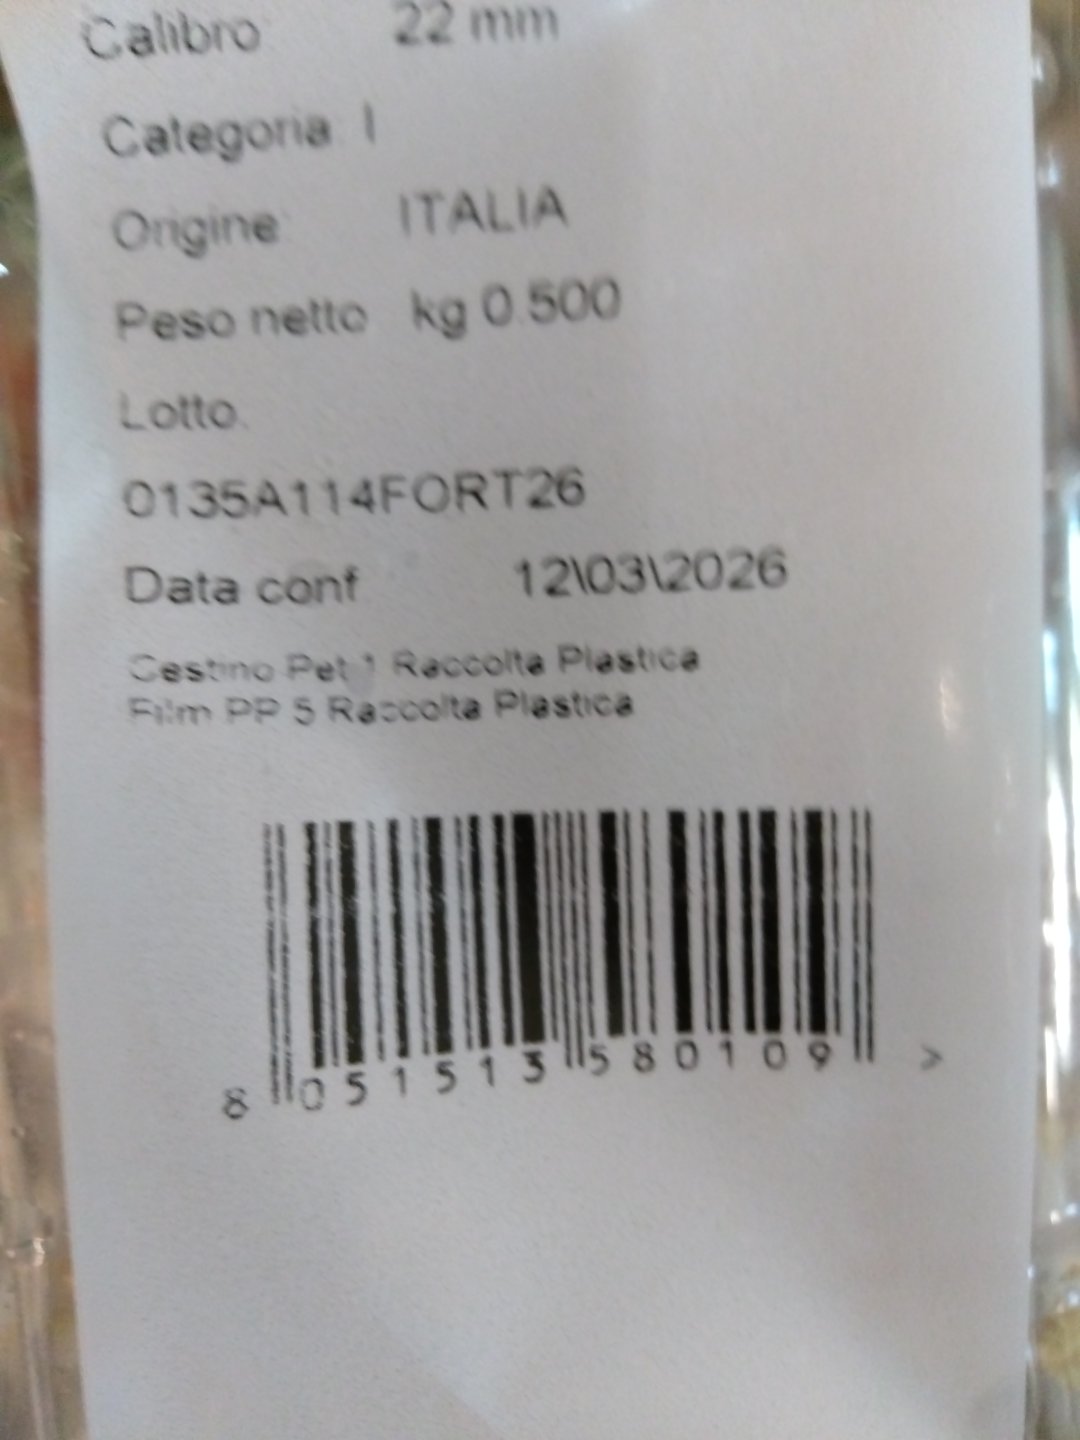 Calibro 22 mm
Categoria I
Origine ITALIA
Peso netto kg 0.500
Lotto.
0135A114FORT26
Data conf 12\03\2026
Cestino Pet 1 Raccolta Plastica
Film PP 5 Raccolta Plastica
8 051513 580109 >